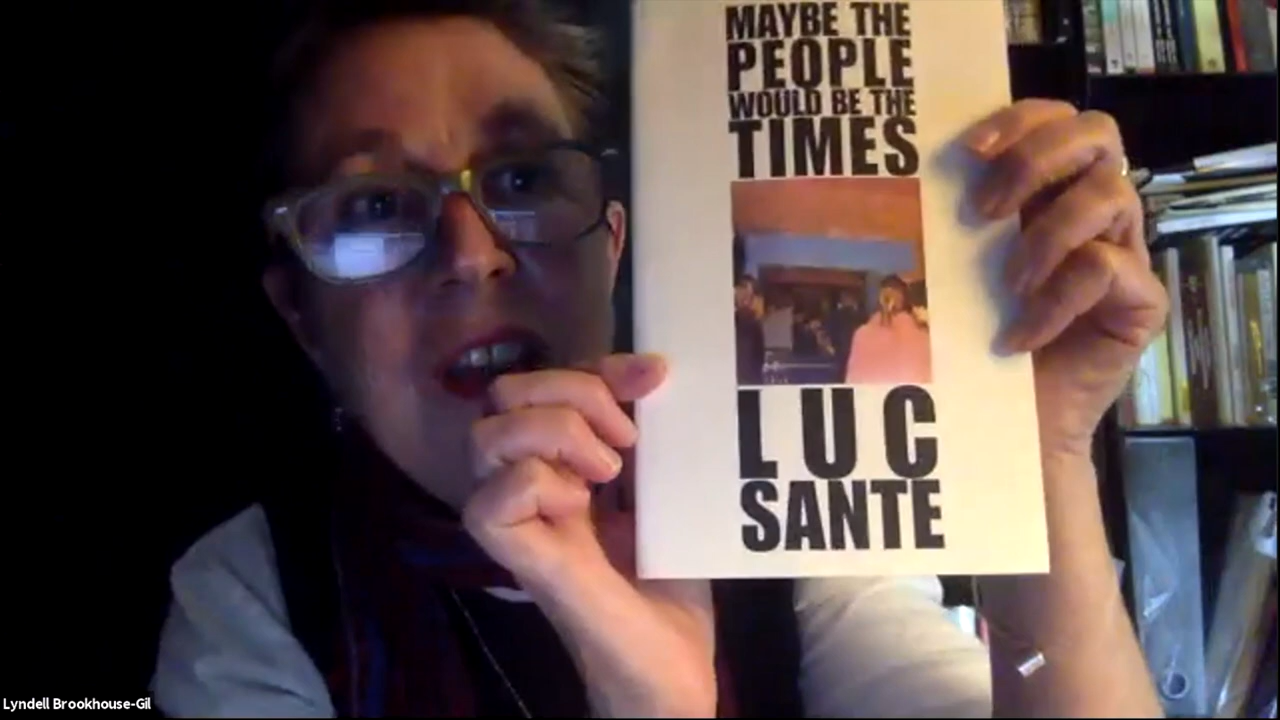 MAYBE THE
PEOPLE
WOULD BE THE
TIMES
LUC
SANTE
Lyndell Brookhouse-Gil